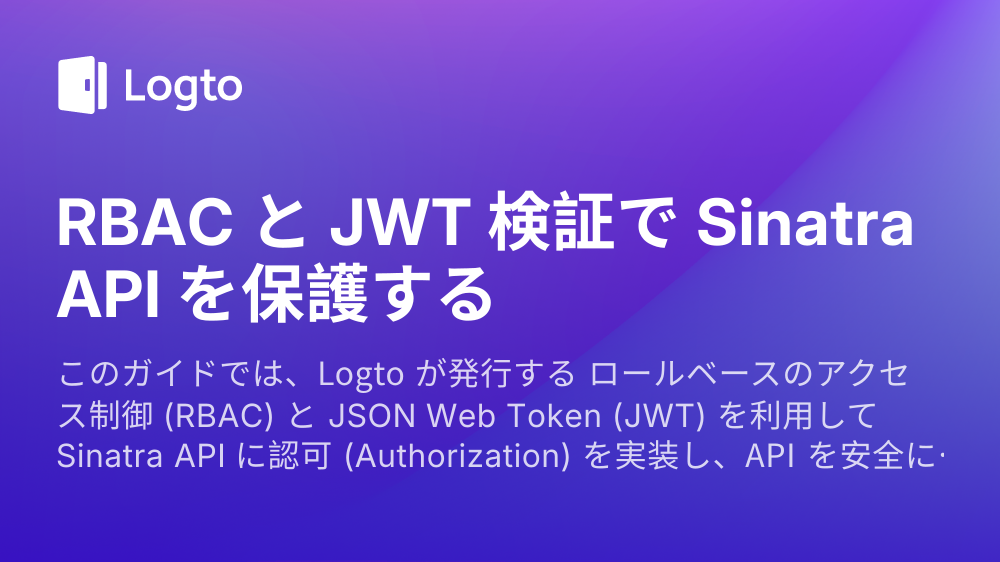 Logto
RBAC と JWT 検証で Sinatra
API を保護する
このガイドでは、Logto が発行する ロールベースのアクセ
ス制御 (RBAC) と JSON Web Token (JWT) を利用して
Sinatra API に認可 (Authorization) を実装し、API を安全に·